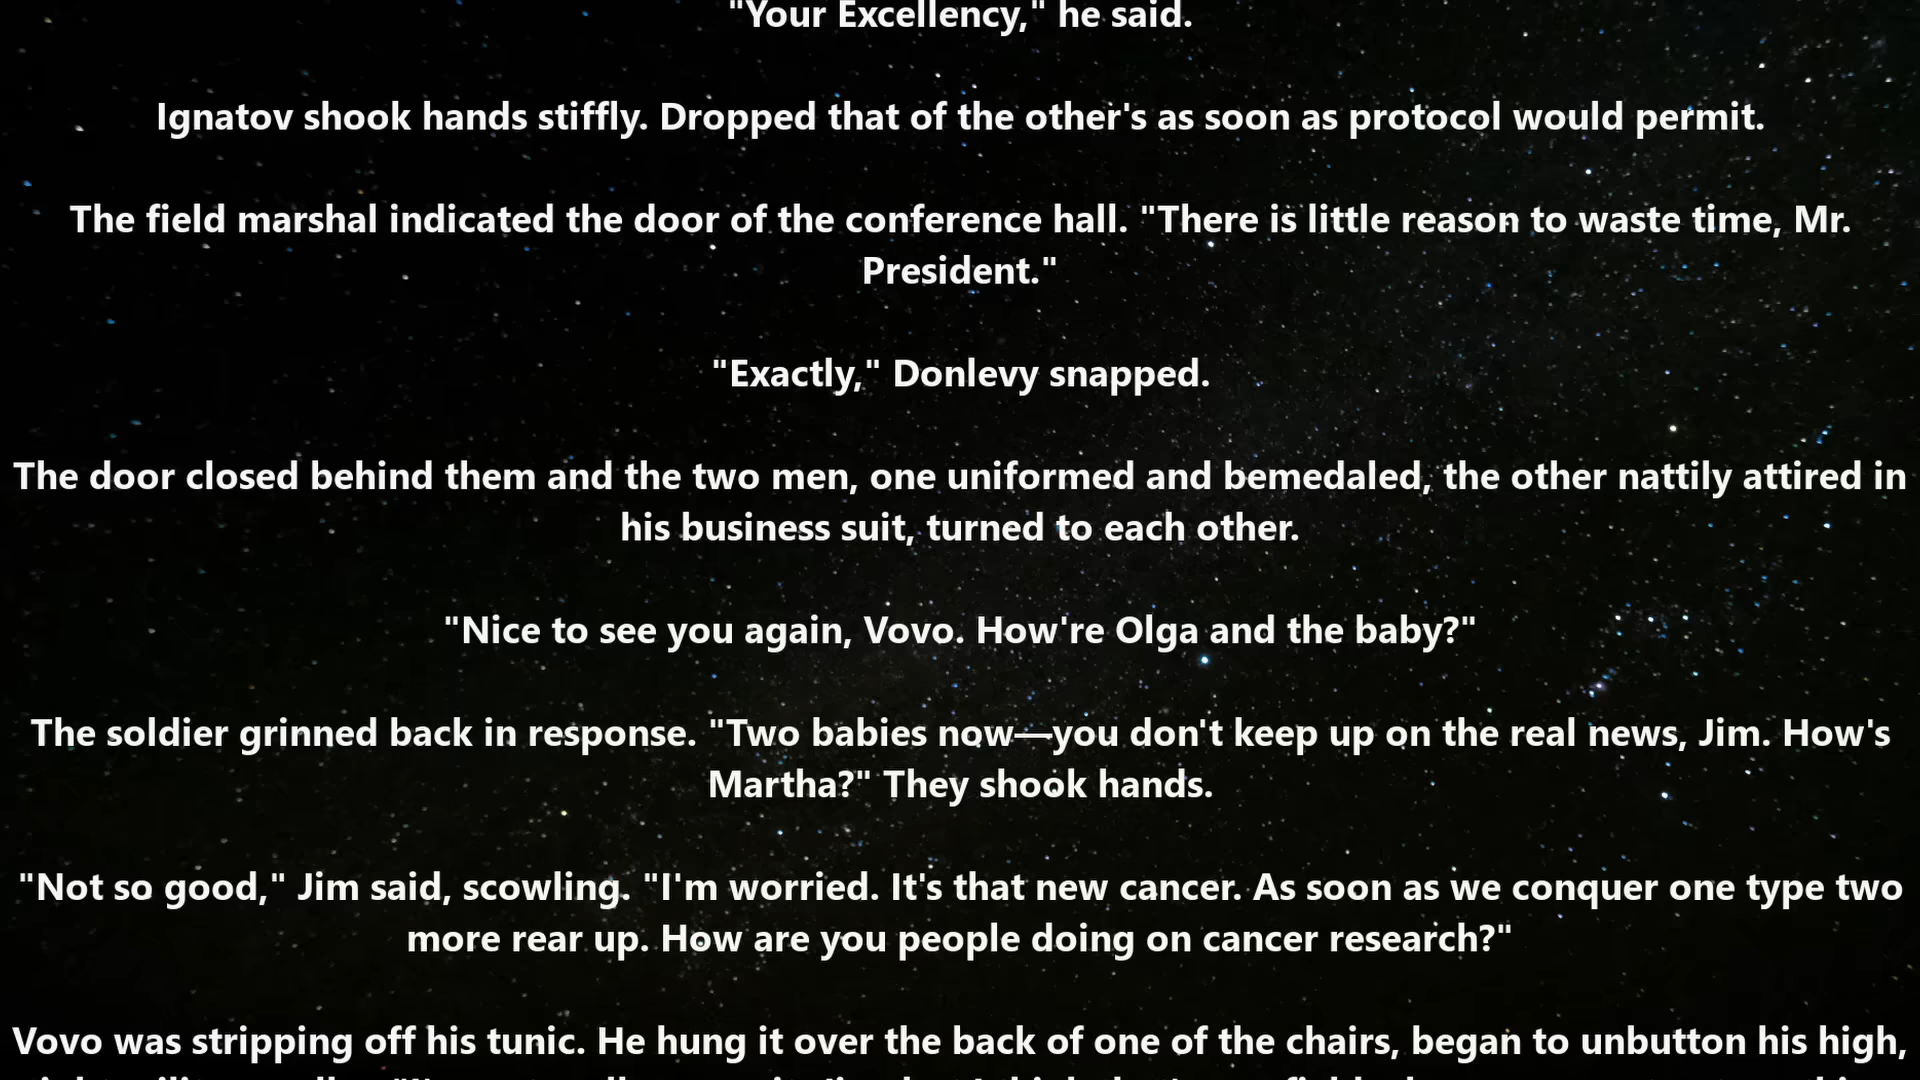 "Your Excellency," he said.
Ignatov shook hands stiffly. Dropped that of the other's as soon as protocol would permit.
The field marshal indicated the door of the conference hall. "There is little reason to waste time, Mr.
President."
"Exactly," Donlevy snapped.
The door closed behind them and the two men, one uniformed and bemedaled, the other nattily attired in
his business suit, turned to each other.
"Nice to see you again, Vovo. How're Olga and the baby?"
The soldier grinned back in response. "Two babies now—you don't keep up on the real news, Jim. How's
Martha?" They shook hands.
"Not so good," Jim said, scowling. "I'm worried. It's that new cancer. As soon as we conquer one type two
more rear up. How are you people doing on cancer research?"
Vovo was stripping off his tunic. He hung it over the back of one of the chairs, began to unbutton his high,